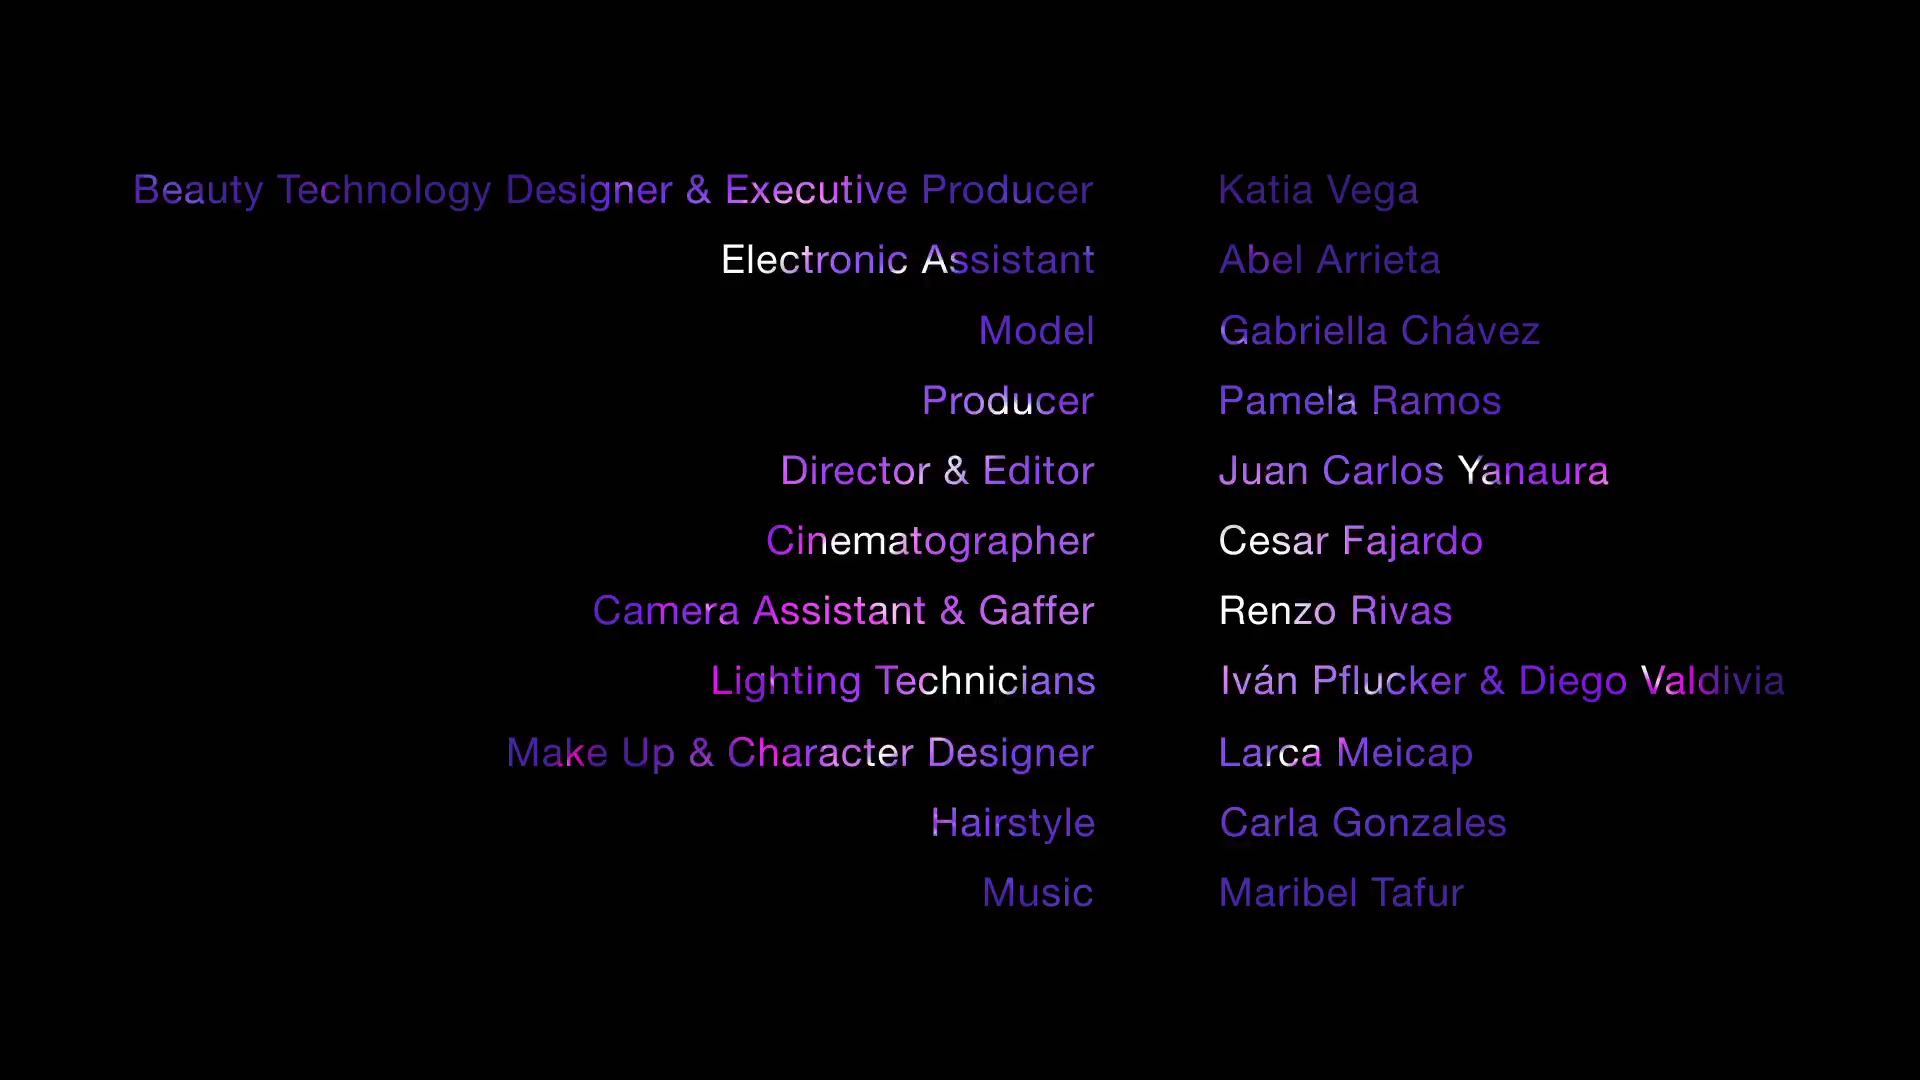 Beauty Technology Designer & Executive Producer Katia Vega
Electronic Assistant Abel Arrieta
Model Gabriella Chávez
Producer Pamela Ramos
Director & Editor Juan Carlos Yanaura
Cinematographer Cesar Fajardo
Camera Assistant & Gaffer Renzo Rivas
Lighting Technicians Iván Pflucker & Diego Valdivia
Make Up & Character Designer Larca Meicap
Hairstyle Carla Gonzales
Music Maribel Tafur